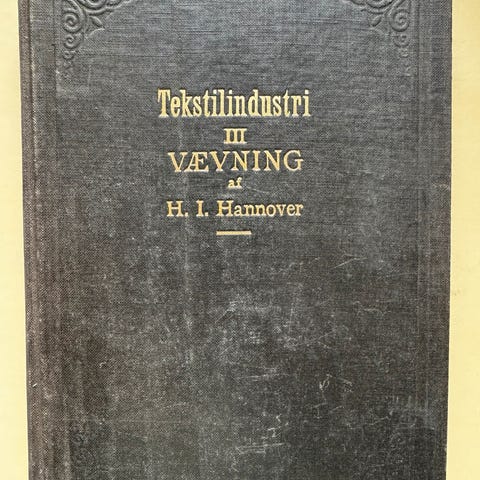 Tekstilindustri
III
VÆVNING
af
H. I. Hannover